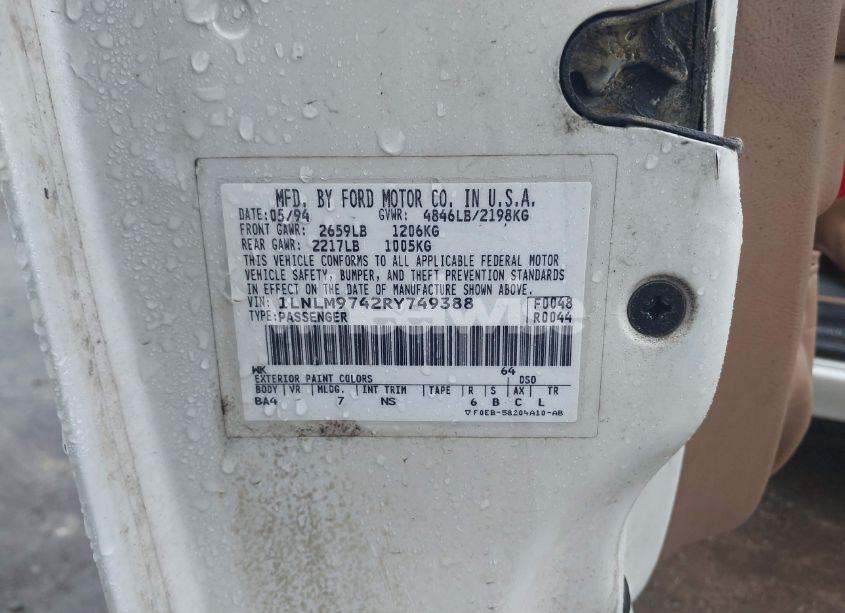 MFD. BY FORD MOTOR CO. IN U.S.A.
DATE: 05/94 GVWR: 4846LB/2198KG
FRONT GAWR: 2659LB 1206KG
REAR GAWR: 2217LB 1005KG
THIS VEHICLE CONFORMS TO ALL APPLICABLE FEDERAL MOTOR
VEHICLE SAFETY, BUMPER, AND THEFT PREVENTION STANDARDS
IN EFFECT ON THE DATE OF MANUFACTURE SHOWN ABOVE
VIN: 1LNLM9742RY749388 F0048
TYPE: PASSENGER R0044
WK 64
EXTERIOR PAINT COLORS DSO
BODY VR MLDG. INT TRIM TAPE R S AX TR
BA4 - 7 NS 6 B C L
▽F0EB-58204A10-AB